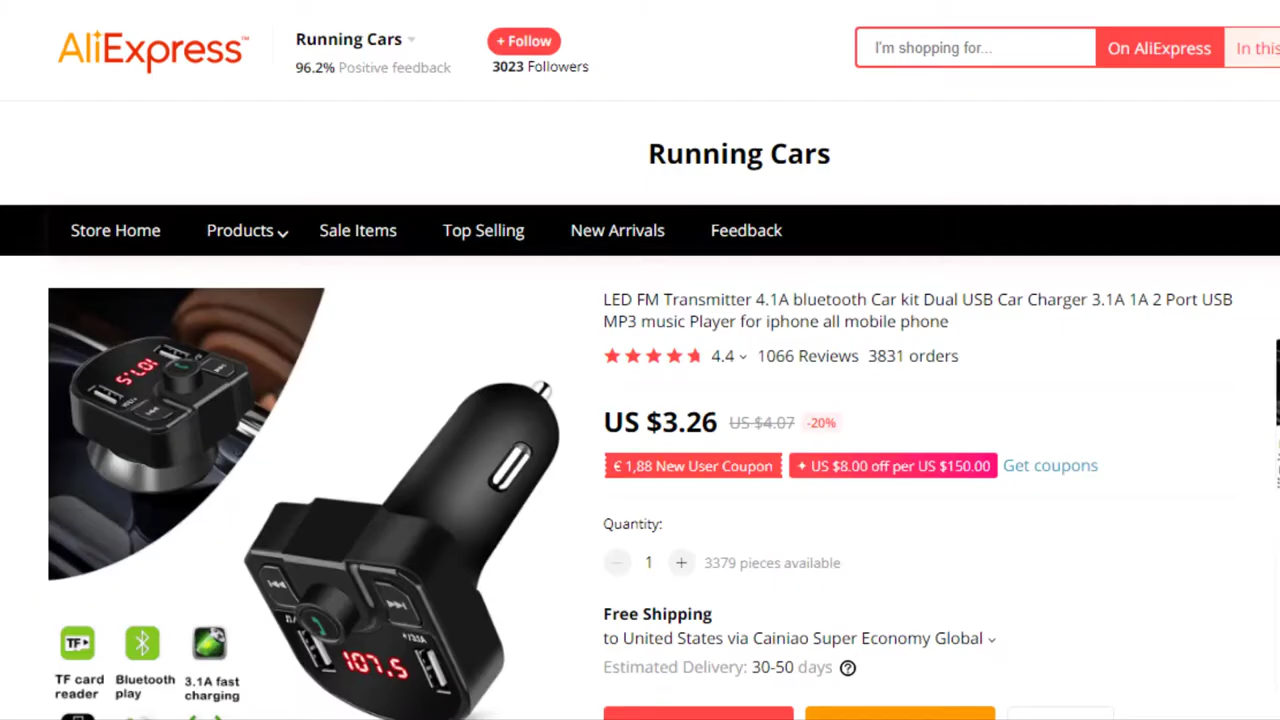 AliExpress™
Running Cars
96.2% Positive feedback
+ Follow
3023 Followers
I'm shopping for...
On AliExpress
In this
Running Cars
Store Home
Products
Sale Items
Top Selling
New Arrivals
Feedback
LED FM Transmitter 4.1A bluetooth Car kit Dual USB Car Charger 3.1A 1A 2 Port USB
MP3 music Player for iphone all mobile phone
4.4
1066 Reviews
3831 orders
US $3.26 US $4.07 -20%
€ 1,88 New User Coupon
US $8.00 off per US $150.00
Get coupons
Quantity:
1
3379 pieces available
Free Shipping
to United States via Cainiao Super Economy Global
Estimated Delivery: 30-50 days
107.5
107.5
TF
TF card
reader
Bluetooth
play
3.1A fast
charging